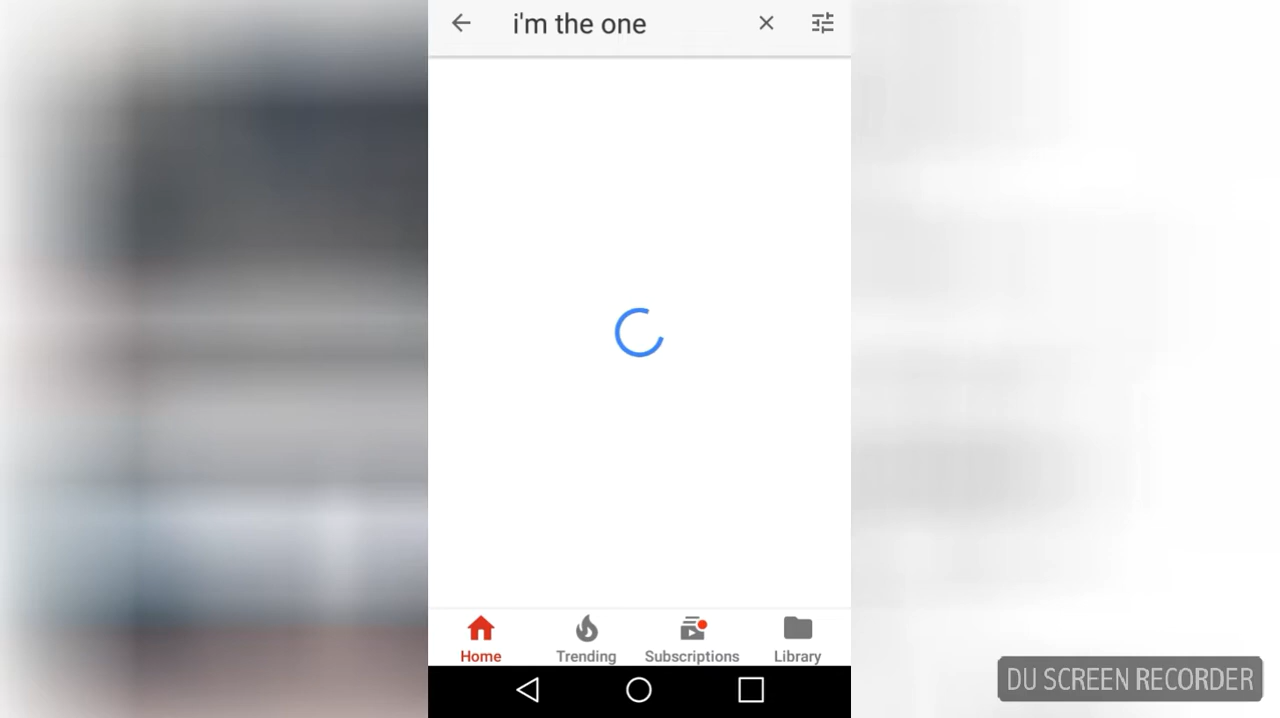 i'm the one
Home
Trending
Subscriptions
Library
DU SCREEN RECORDER